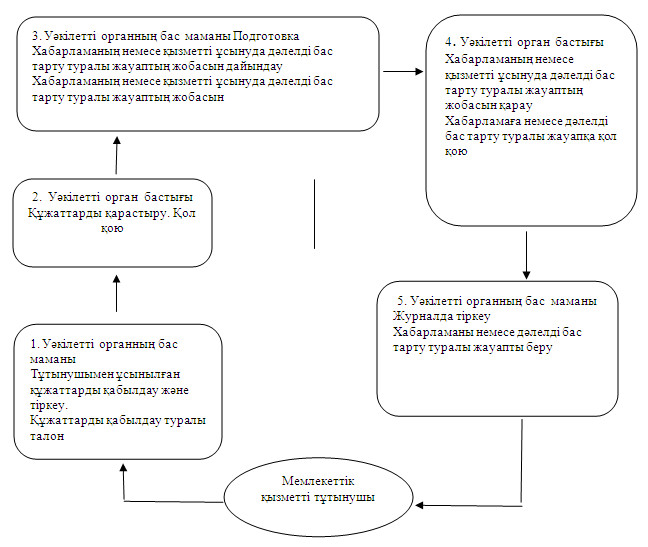 3. Уәкілетті органның бас маманы Подготовка
Хабарламаның немесе қызметті ұсынуда дәлелді бас
тарту туралы жауаптың жобасын дайындау
Хабарламаның немесе қызметті ұсынуда дәлелді бас
тарту туралы жауаптың жобасын
4. Уәкілетті орган бастығы
Хабарламаның немесе
қызметті ұсынуда дәлелді бас
тарту туралы жауаптың
жобасын қарау
Хабарламаға немесе дәлелді
бас тарту туралы жауапқа қол
қою
2. Уәкілетті орган бастығы
Құжаттарды қарастыру. Қол
қою
5. Уәкілетті органның бас маманы
Журналда тіркеу
Хабарламаны немесе дәлелді бас
тарту туралы жауапты беру
1. Уәкілетті органның бас
маманы
Тұтынушымен ұсынылған
құжаттарды қабылдау және
тіркеу.
Құжаттарды қабылдау туралы
талон
Мемлекеттік
қызметті тұтынушы